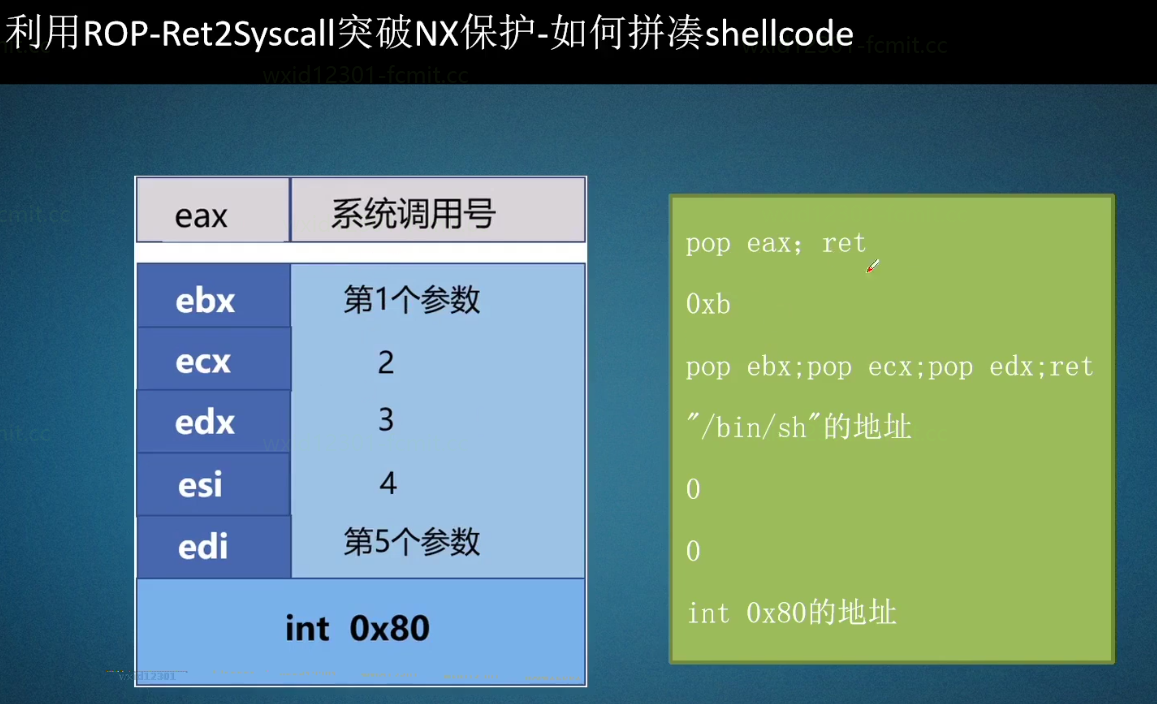 利用ROP-Ret2Syscall突破NX保护-如何拼凑shellcode
wxid12301-fcmit.cc
eax 系统调用号
ebx 第1个参数
ecx 2
edx 3
esi 4
edi 第5个参数
int 0x80
pop eax; ret
0xb
pop ebx;pop ecx;pop edx;ret
"/bin/sh"的地址
0
0
int 0x80的地址